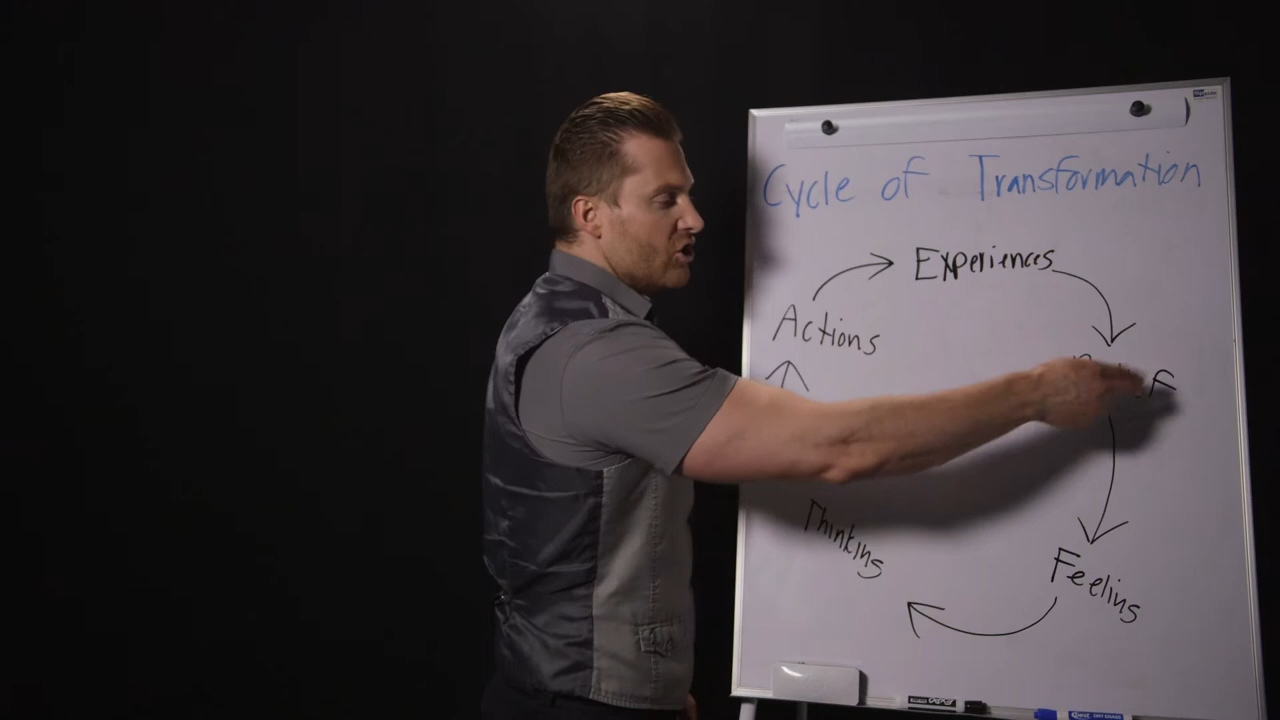 Cycle of Transformation
Experiences
Actions
Thinking
Feeling